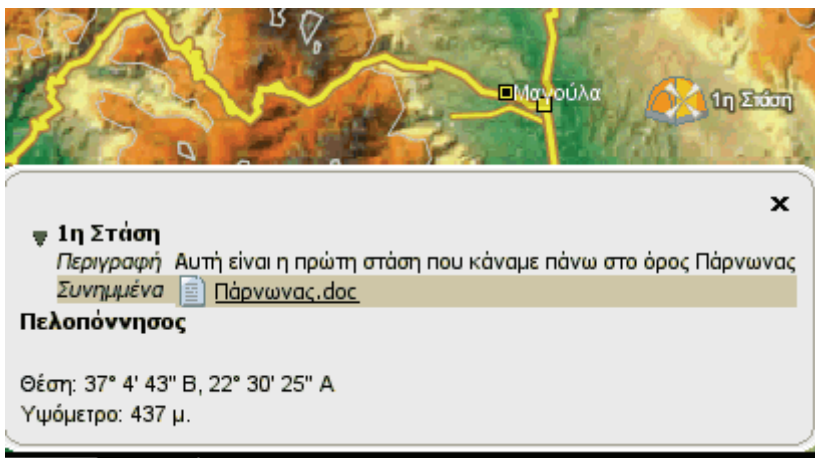 Μαγούλα
1η Στάση
x
1η Στάση
Περιγραφή Αυτή είναι η πρώτη στάση που κάναμε πάνω στο όρος Πάρνωνας
Συνημμένα Πάρνωνας.doc
Πελοπόννησος
Θέση: 37° 4' 43" Β, 22° 30' 25" Α
Υψόμετρο: 437 μ.